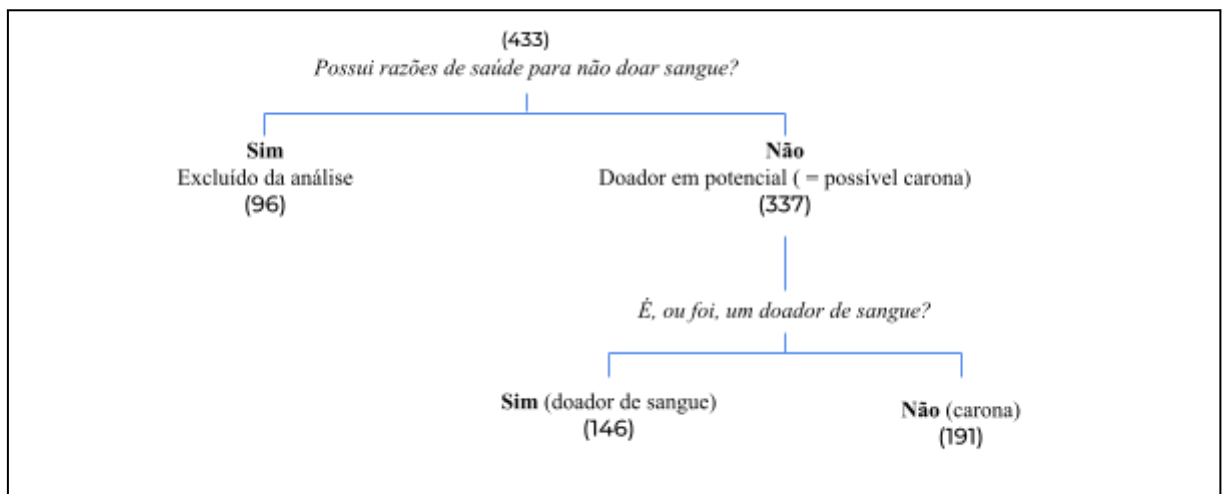 (433)
Possui razões de saúde para não doar sangue?
Sim
Excluído da análise
(96)
Não
Doador em potencial ( = possível carona)
(337)
É, ou foi, um doador de sangue?
Sim (doador de sangue)
(146)
Não (carona)
(191)